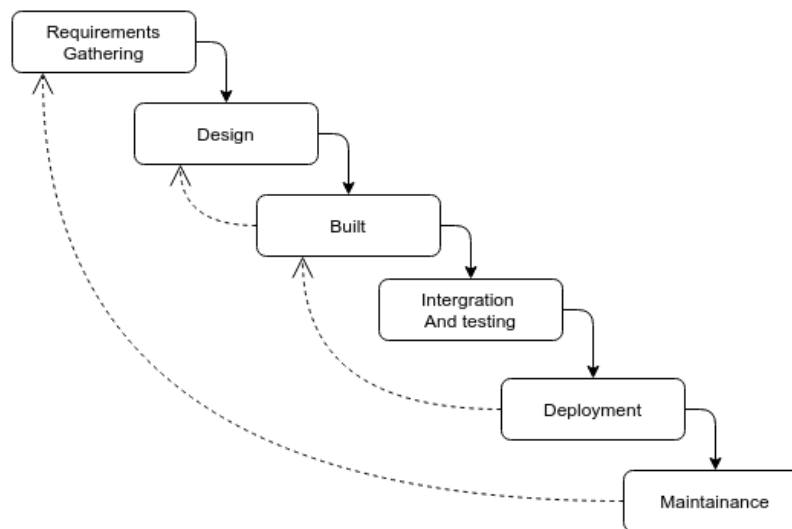 Requirements
Gathering
Design
Built
Intergration
And testing
Deployment
Maintainance